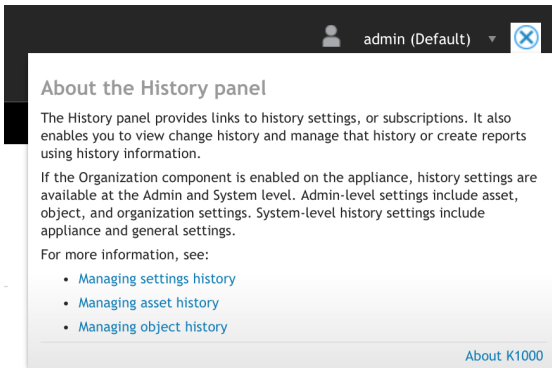 admin (Default)
About the History panel
The History panel provides links to history settings, or subscriptions. It also
enables you to view change history and manage that history or create reports
using history information.
If the Organization component is enabled on the appliance, history settings are
available at the Admin and System level. Admin-level settings include asset,
object, and organization settings. System-level history settings include
appliance and general settings.
For more information, see:
• Managing settings history
• Managing asset history
• Managing object history
About K1000